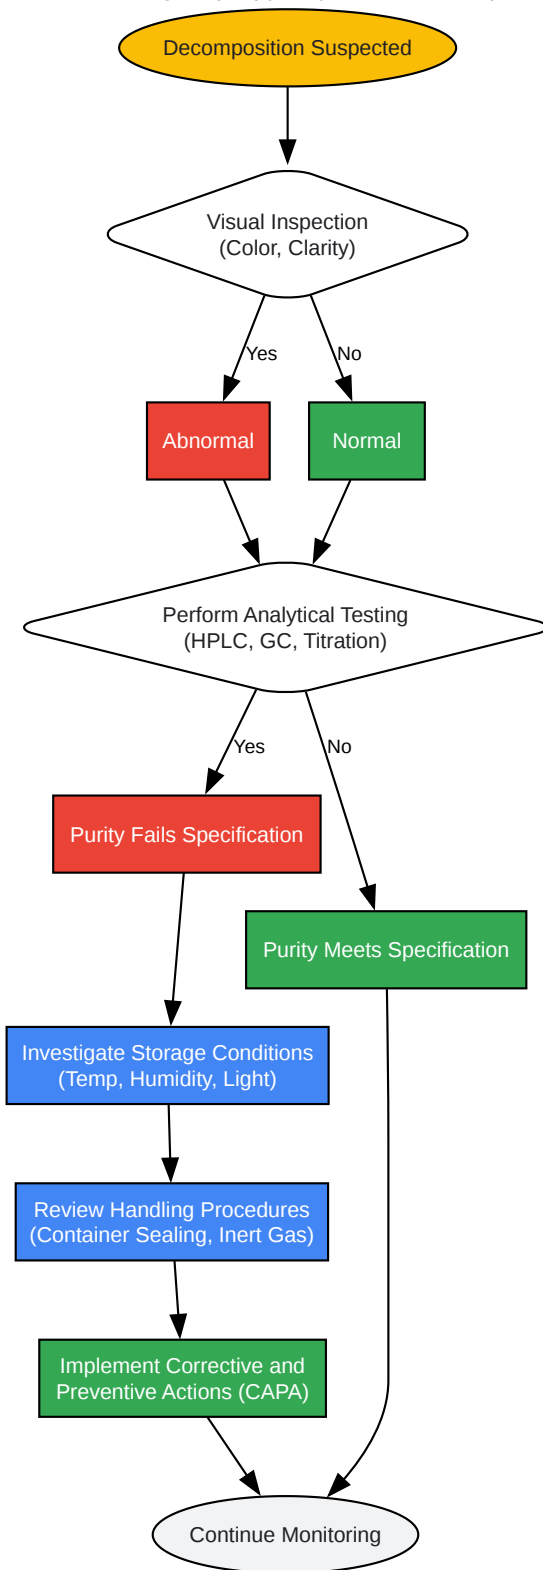 Decomposition Suspected
Visual Inspection
(Color, Clarity)
Yes
No
Abnormal
Normal
Perform Analytical Testing
(HPLC, GC, Titration)
Yes
No
Purity Fails Specification
Purity Meets Specification
Investigate Storage Conditions
(Temp, Humidity, Light)
Review Handling Procedures
(Container Sealing, Inert Gas)
Implement Corrective and
Preventive Actions (CAPA)
Continue Monitoring